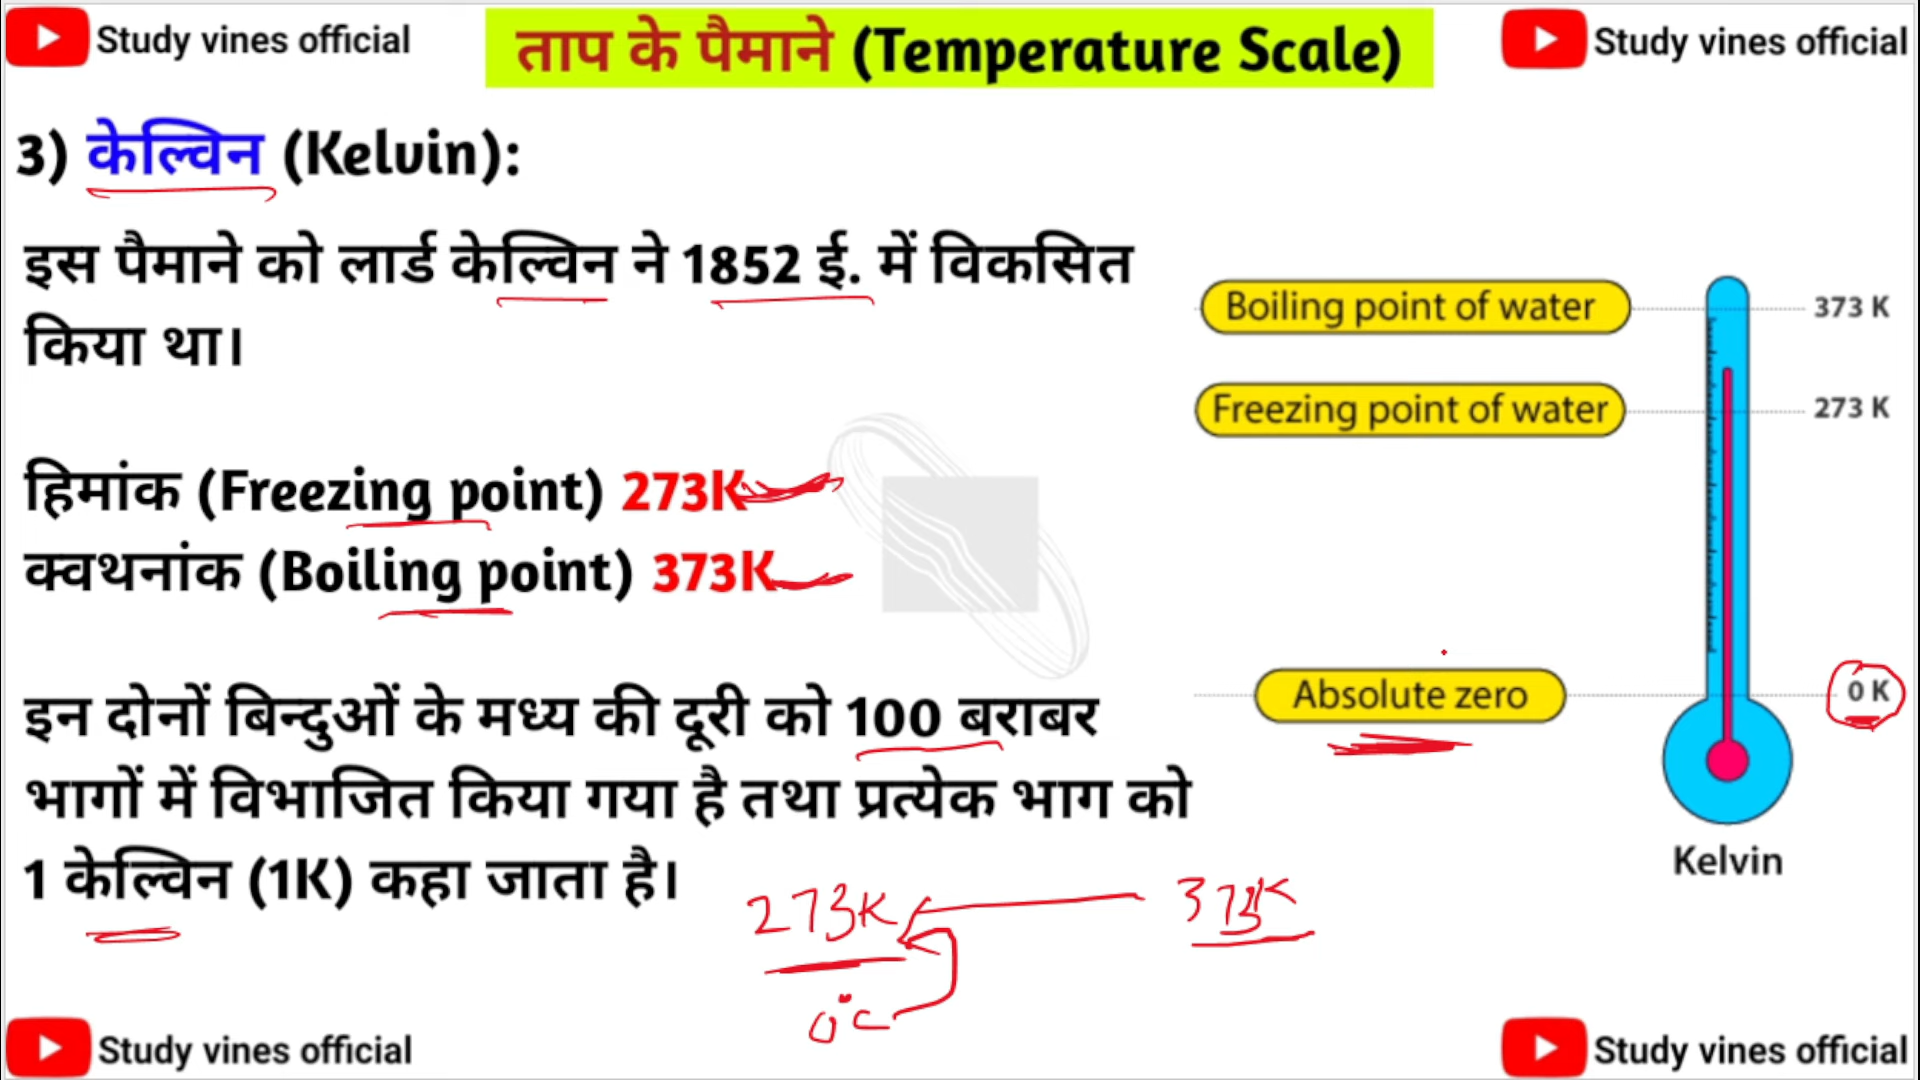 Study vines official
ताप के पैमाने (Temperature Scale)
Study vines official
3) केल्विन (Kelvin):
इस पैमाने को लार्ड केल्विन ने 1852 ई. में विकसित
किया था।
हिमांक (Freezing point) 273K
क्वथनांक (Boiling point) 373K
इन दोनों बिन्दुओं के मध्य की दूरी को 100 बराबर
भागों में विभाजित किया गया है तथा प्रत्येक भाग को
1 केल्विन (1K) कहा जाता है।
Boiling point of water
373 K
Freezing point of water
273 K
Absolute zero
0 K
Kelvin
273K
373K
0°C
Study vines official
Study vines official